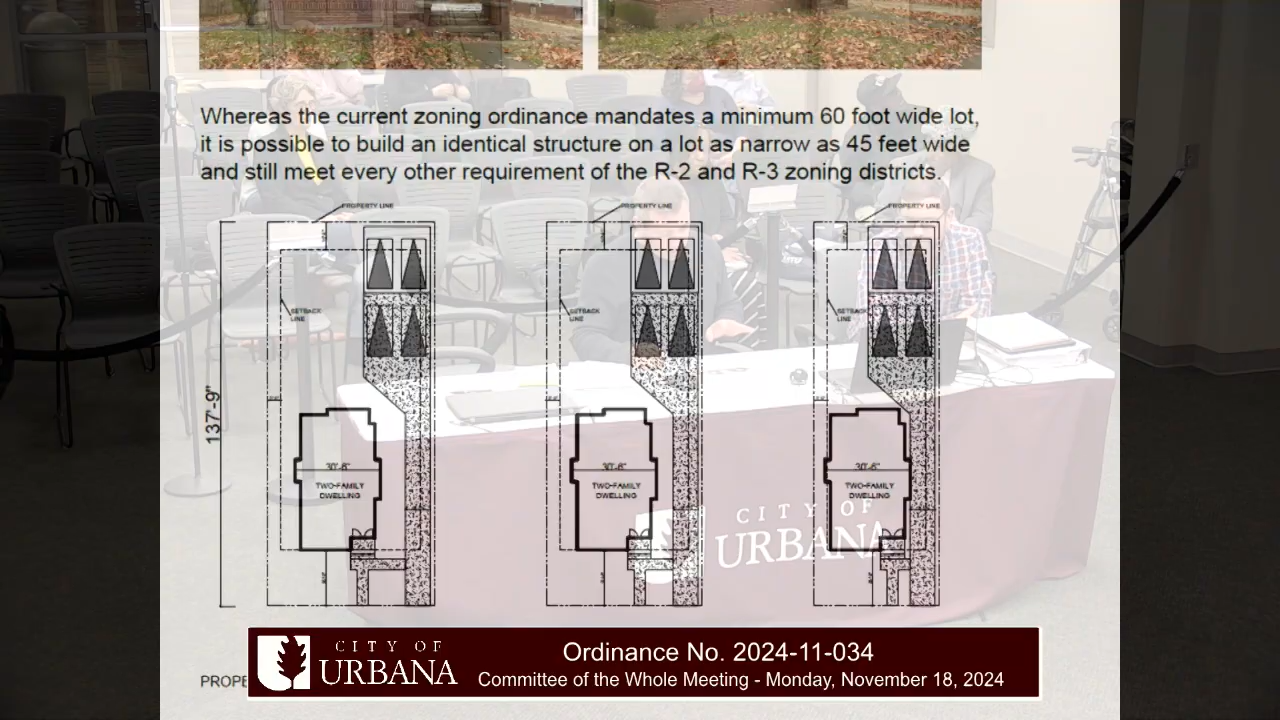 Whereas the current zoning ordinance mandates a minimum 60 foot wide lot,
it is possible to build an identical structure on a lot as narrow as 45 feet wide
and still meet every other requirement of the R-2 and R-3 zoning districts.
PROPERTY LINE
PROPERTY LINE
PROPERTY LINE
SETBACK
LINE
SETBACK
LINE
SETBACK
LINE
137'-9"
30'-6"
TWO-FAMILY
DWELLING
30'-6"
TWO-FAMILY
DWELLING
30'-6"
TWO-FAMILY
DWELLING
CITY OF
URBANA
PROPE
CITY OF
URBANA
Ordinance No. 2024-11-034
Committee of the Whole Meeting - Monday, November 18, 2024